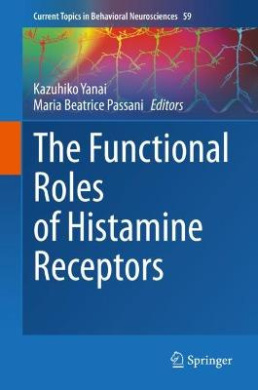 Current Topics in Behavioral Neurosciences 59
Kazuhiko Yanai
Maria Beatrice Passani Editors
The Functional
Roles
of Histamine
Receptors
Springer